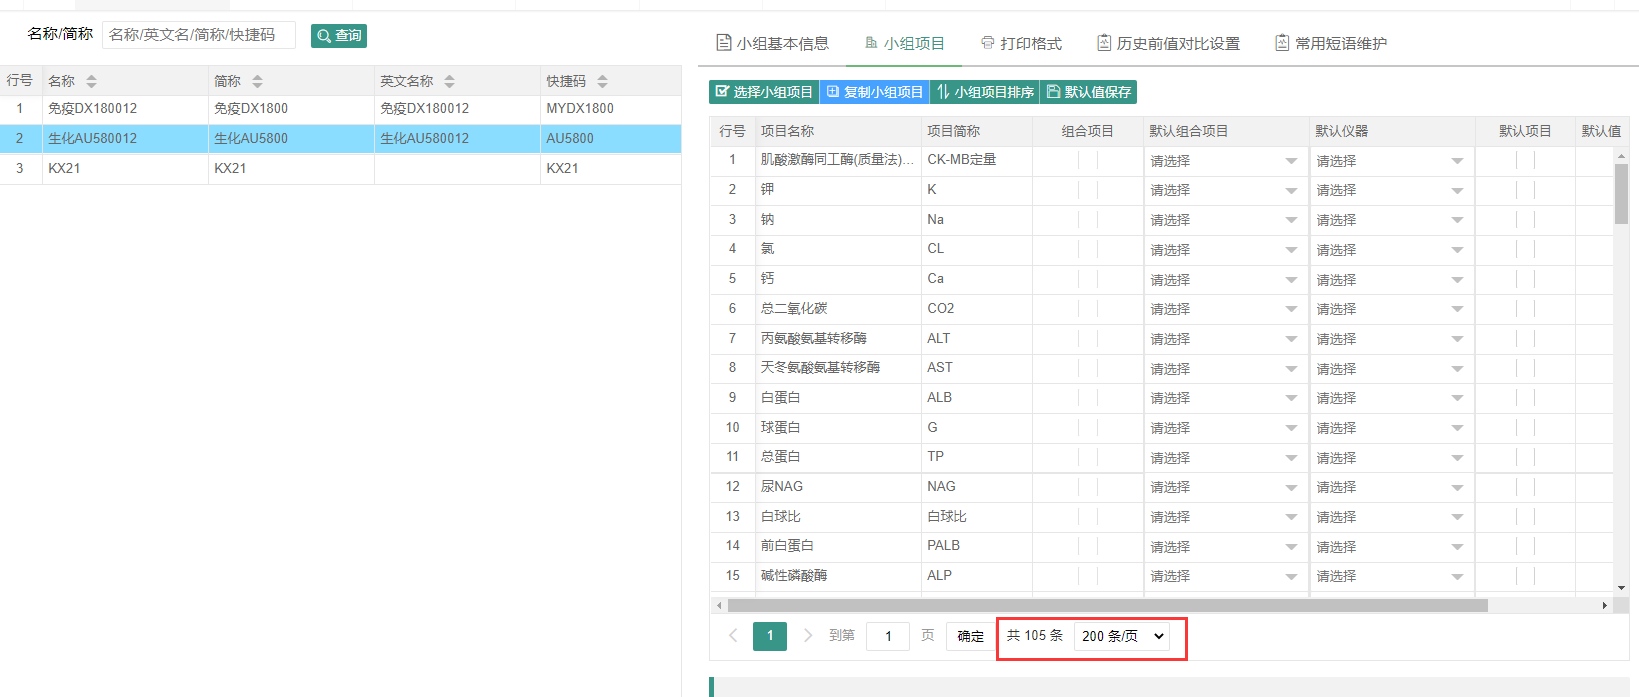 名称/简称 名称/英文名/简称/快捷码 查询
行号 名称 简称 英文名称 快捷码
1 免疫DX180012 免疫DX1800 免疫DX180012 MYDX1800
2 生化AU580012 生化AU5800 生化AU580012 AU5800
3 KX21 KX21 KX21
小组基本信息 小组项目 打印格式 历史前值对比设置 常用短语维护
选择小组项目 复制小组项目 小组项目排序 默认值保存
行号 项目名称 项目简称 组合项目 默认组合项目 默认仪器 默认项目 默认值
1 肌酸激酶同工酶(质量法)... CK-MB定量 请选择 请选择
2 钾 K 请选择 请选择
3 钠 Na 请选择 请选择
4 氯 CL 请选择 请选择
5 钙 Ca 请选择 请选择
6 总二氧化碳 CO2 请选择 请选择
7 丙氨酸氨基转移酶 ALT 请选择 请选择
8 天冬氨酸氨基转移酶 AST 请选择 请选择
9 白蛋白 ALB 请选择 请选择
10 球蛋白 G 请选择 请选择
11 总蛋白 TP 请选择 请选择
12 尿NAG NAG 请选择 请选择
13 白球比 白球比 请选择 请选择
14 前白蛋白 PALB 请选择 请选择
15 碱性磷酸酶 ALP 请选择 请选择
1 到第 1 页 确定 共 105 条 200 条/页